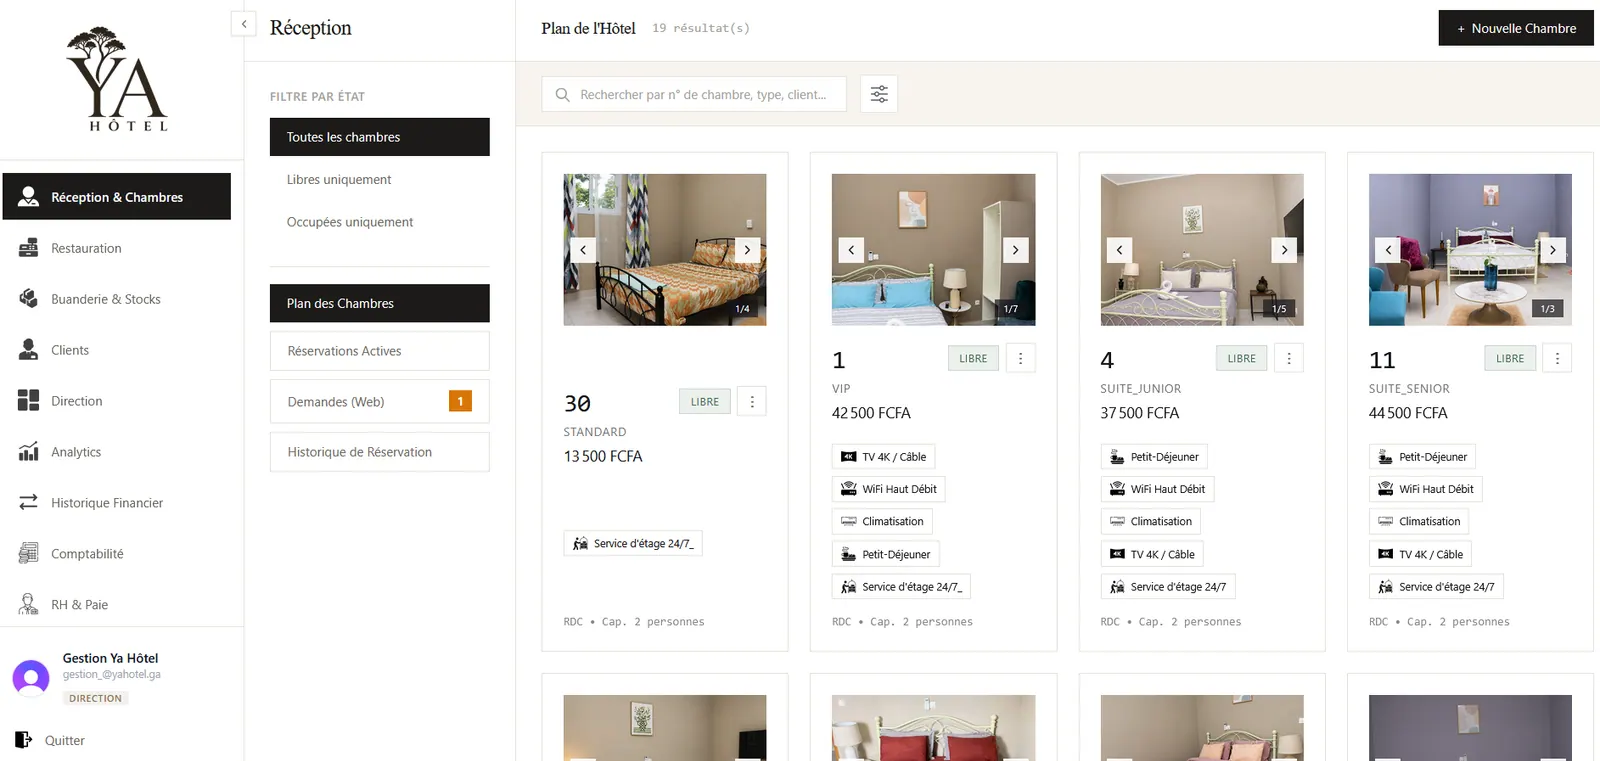 YA
HÔTEL
Réception & Chambres
Restauration
Buanderie & Stocks
Clients
Direction
Analytics
Historique Financier
Comptabilité
RH & Paie
Gestion Ya Hôtel
gestion_@yahotel.ga
DIRECTION
Quitter
Réception
FILTRE PAR ÉTAT
Toutes les chambres
Libres uniquement
Occupées uniquement
Plan des Chambres
Réservations Actives
Demandes (Web) 1
Historique de Réservation
Plan de l'Hôtel 19 résultat(s)
+ Nouvelle Chambre
Rechercher par n° de chambre, type, client...
1/4
30 LIBRE
STANDARD
13 500 FCFA
Service d'étage 24/7_
RDC • Cap. 2 personnes
1/7
1 LIBRE
VIP
42 500 FCFA
4K TV 4K / Câble
WiFi Haut Débit
Climatisation
Petit-Déjeuner
Service d'étage 24/7_
RDC • Cap. 2 personnes
1/5
4 LIBRE
SUITE_JUNIOR
37 500 FCFA
Petit-Déjeuner
WiFi Haut Débit
Climatisation
4K TV 4K / Câble
Service d'étage 24/7
RDC • Cap. 2 personnes
1/3
11 LIBRE
SUITE_SENIOR
44 500 FCFA
Petit-Déjeuner
WiFi Haut Débit
Climatisation
4K TV 4K / Câble
Service d'étage 24/7
RDC • Cap. 2 personnes